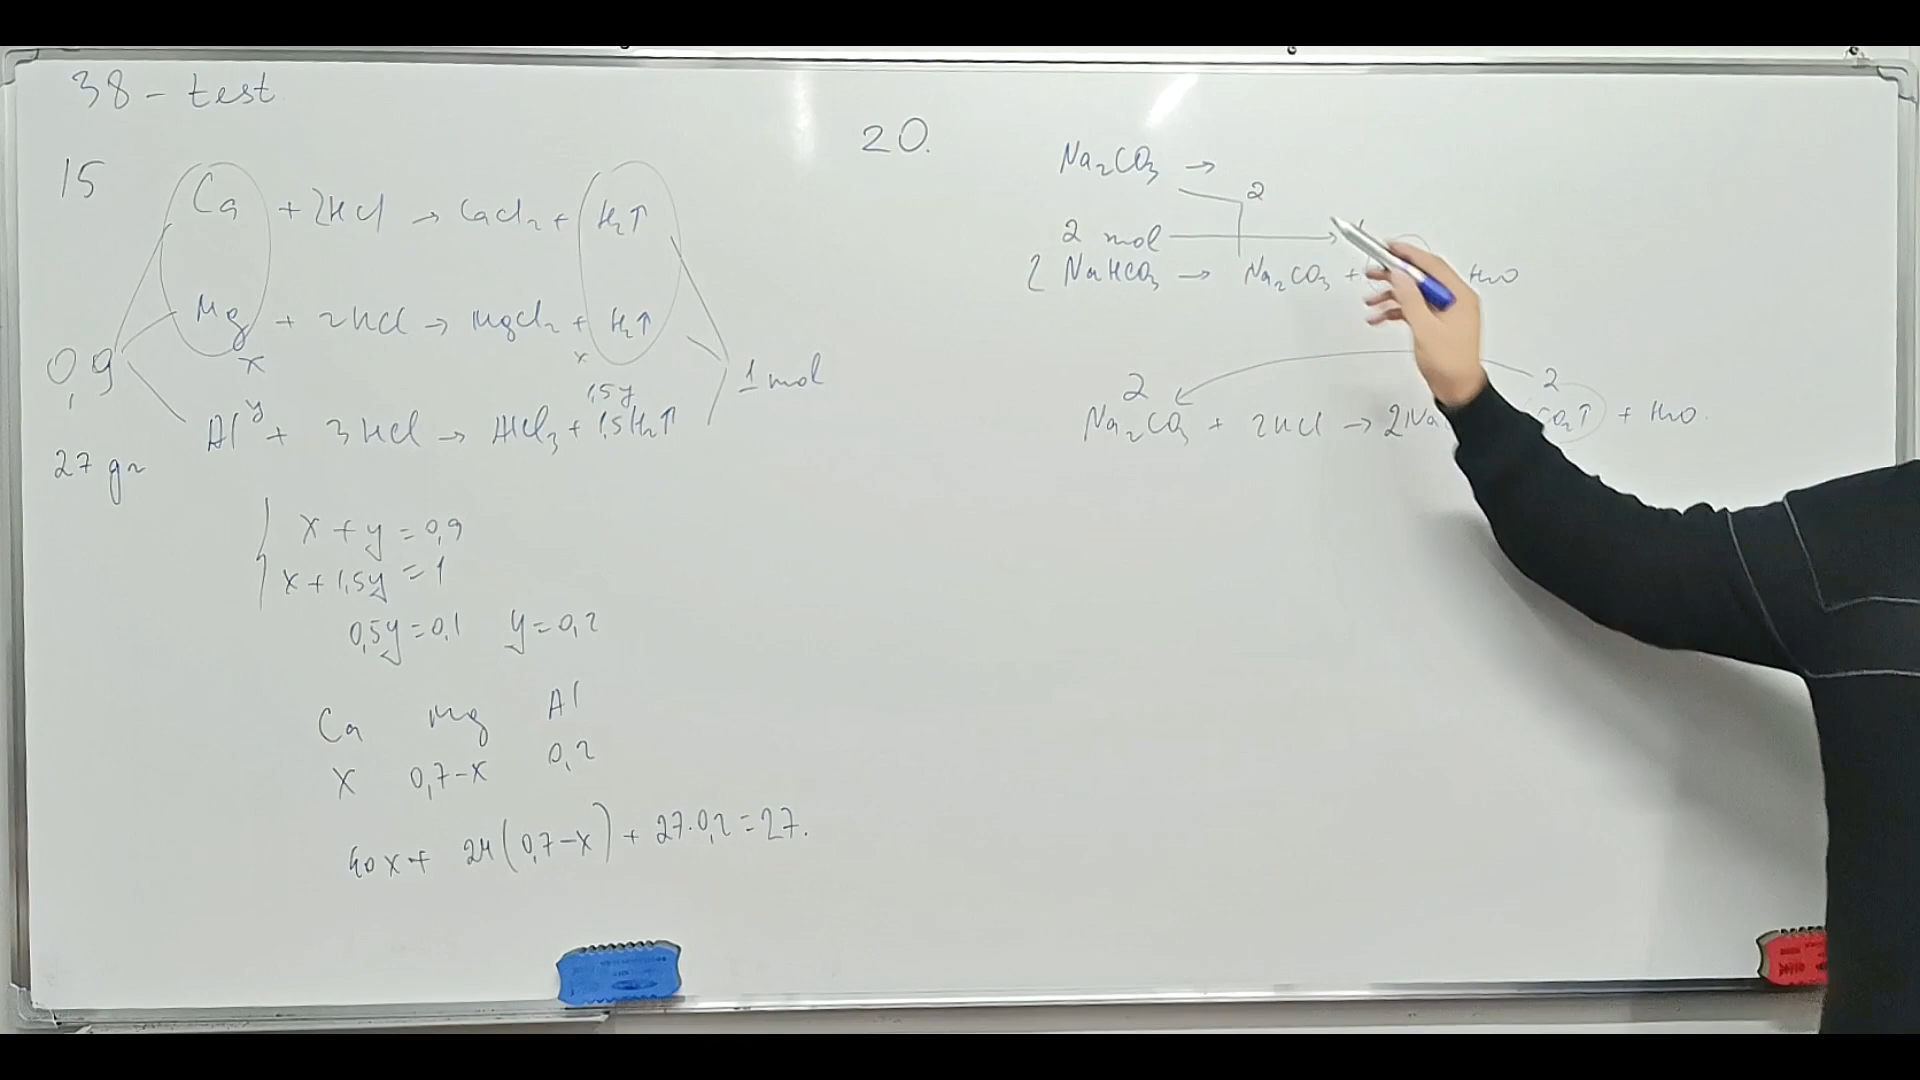 38 - test
15
Ca + 2HCl → CaCl₂ + H₂↑
Mg + 2HCl → MgCl₂ + H₂↑
x
x
0,9
1 mol
y
1,5y
Al + 3HCl → AlCl₃ + 1,5H₂↑
27 gr
x + y = 0,9
x + 1,5y = 1
0,5y = 0,1 y = 0,2
Ca Mg Al
x 0,7-x 0,2
40x + 24(0,7-x) + 27·0,2 = 27.
20.
Na₂CO₃ →
2
2 mol
2 NaHCO₃ → Na₂CO₃ + H₂O
2
2
Na₂CO₃ + 2HCl → 2Na CO₂↑ + H₂O.